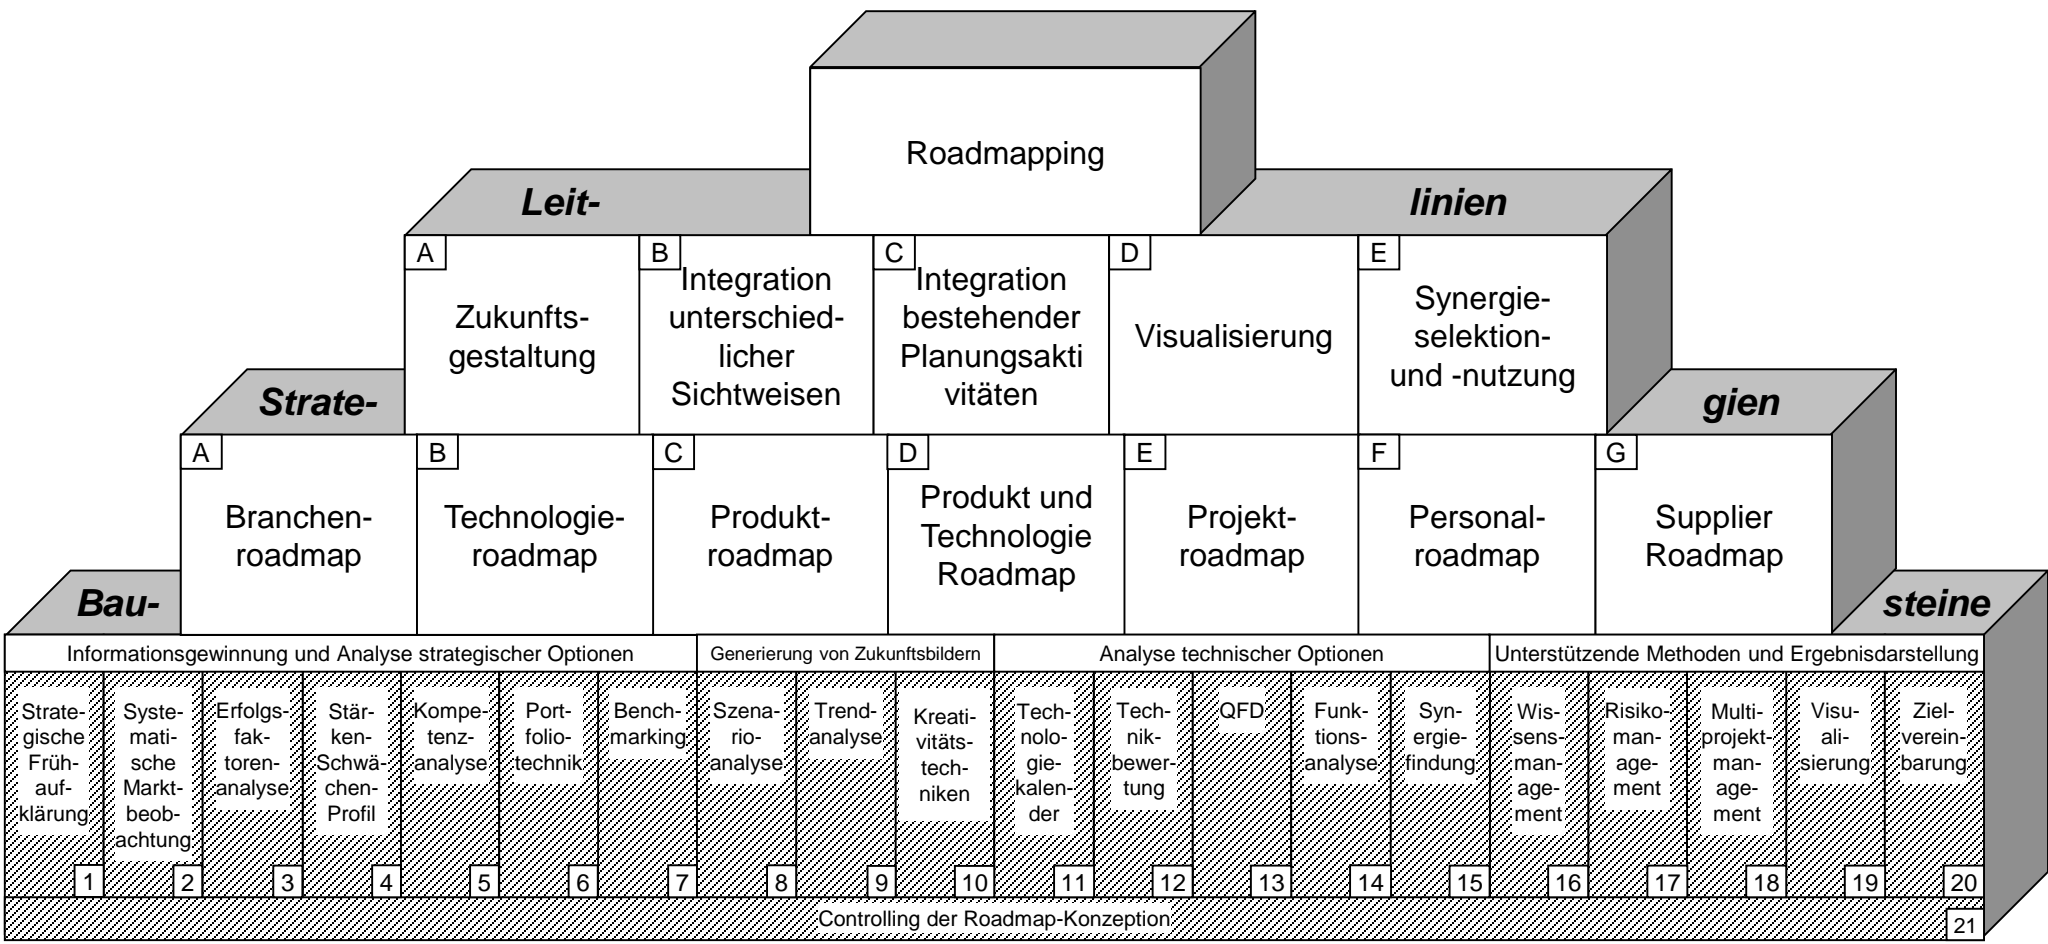 Roadmapping
Leit-
linien
A
Zukunfts-
gestaltung
B
Integration
unterschied-
licher
Sichtweisen
C
Integration
bestehender
Planungsakti
vitäten
D
Visualisierung
E
Synergie-
selektion-
und -nutzung
Strate-
gien
A
Branchen-
roadmap
B
Technologie-
roadmap
C
Produkt-
roadmap
D
Produkt und
Technologie
Roadmap
E
Projekt-
roadmap
F
Personal-
roadmap
G
Supplier
Roadmap
Bau-
steine
Informationsgewinnung und Analyse strategischer Optionen
Generierung von Zukunftsbildern
Analyse technischer Optionen
Unterstützende Methoden und Ergebnisdarstellung
Strate-
gische
Früh-
auf-
klärung
1
Syste-
mati-
sche
Markt-
beob-
achtung
2
Erfolgs-
fak-
toren-
analyse
3
Stär-
ken-
Schwä-
chen-
Profil
4
Kompe-
tenz-
analyse
5
Port-
folio-
technik
6
Bench-
marking
7
Szena-
rio-
analyse
8
Trend-
analyse
9
Kreati-
vitäts-
tech-
niken
10
Tech-
nolo-
gie-
kalen-
der
11
Tech-
nik-
bewer-
tung
12
QFD
13
Funk-
tions-
analyse
14
Syn-
ergie-
findung
15
Wis-
sens-
man-
age-
ment
16
Risiko-
man-
age-
ment
17
Multi-
projekt-
man-
age-
ment
18
Visu-
ali-
sierung
19
Ziel-
verein-
barung
20
Controlling der Roadmap-Konzeption
21